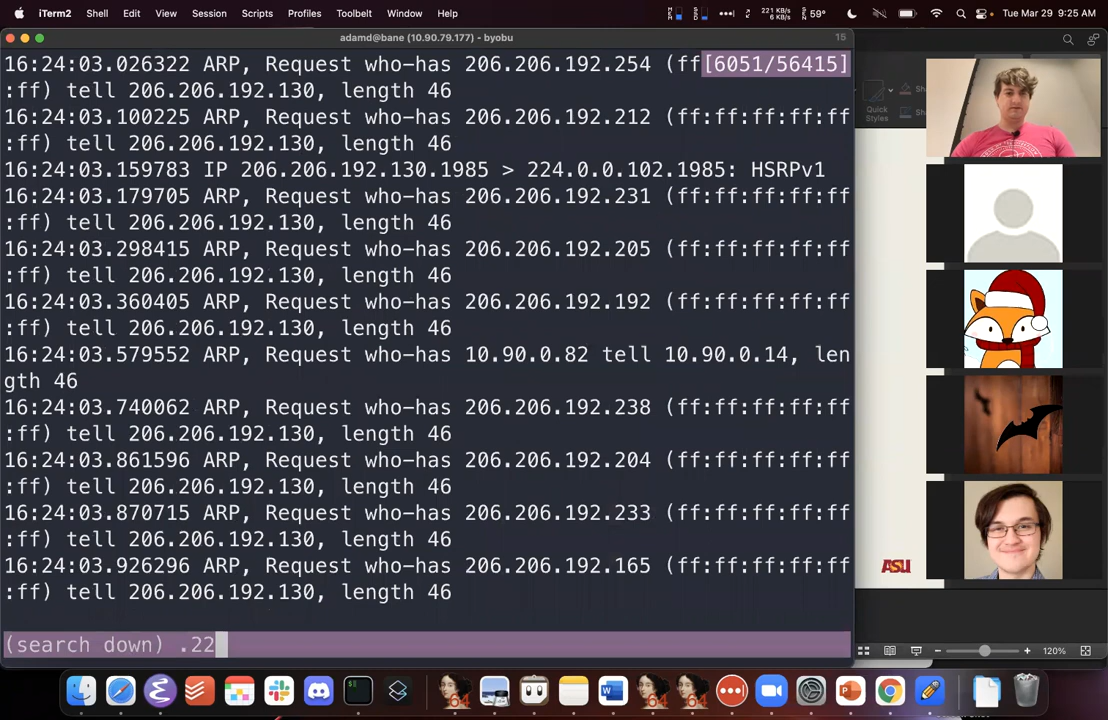 iTerm2 Shell Edit View Session Scripts Profiles Toolbelt Window Help 221 KB/s 6 KB/s 59° Tue Mar 29 9:25 AM
adamd@bane (10.90.79.177) - byobu
15
16:24:03.026322 ARP, Request who-has 206.206.192.254 (ff[6051/56415]
:ff) tell 206.206.192.130, length 46
16:24:03.100225 ARP, Request who-has 206.206.192.212 (ff:ff:ff:ff:ff
:ff) tell 206.206.192.130, length 46
16:24:03.159783 IP 206.206.192.130.1985 > 224.0.0.102.1985: HSRPv1
16:24:03.179705 ARP, Request who-has 206.206.192.231 (ff:ff:ff:ff:ff
:ff) tell 206.206.192.130, length 46
16:24:03.298415 ARP, Request who-has 206.206.192.205 (ff:ff:ff:ff:ff
:ff) tell 206.206.192.130, length 46
16:24:03.360405 ARP, Request who-has 206.206.192.192 (ff:ff:ff:ff:ff
:ff) tell 206.206.192.130, length 46
16:24:03.579552 ARP, Request who-has 10.90.0.82 tell 10.90.0.14, len
gth 46
16:24:03.740062 ARP, Request who-has 206.206.192.238 (ff:ff:ff:ff:ff
:ff) tell 206.206.192.130, length 46
16:24:03.861596 ARP, Request who-has 206.206.192.204 (ff:ff:ff:ff:ff
:ff) tell 206.206.192.130, length 46
16:24:03.870715 ARP, Request who-has 206.206.192.233 (ff:ff:ff:ff:ff
:ff) tell 206.206.192.130, length 46
16:24:03.926296 ARP, Request who-has 206.206.192.165 (ff:ff:ff:ff:ff
:ff) tell 206.206.192.130, length 46
(search down) .22
Quick
Styles
ASU
120%